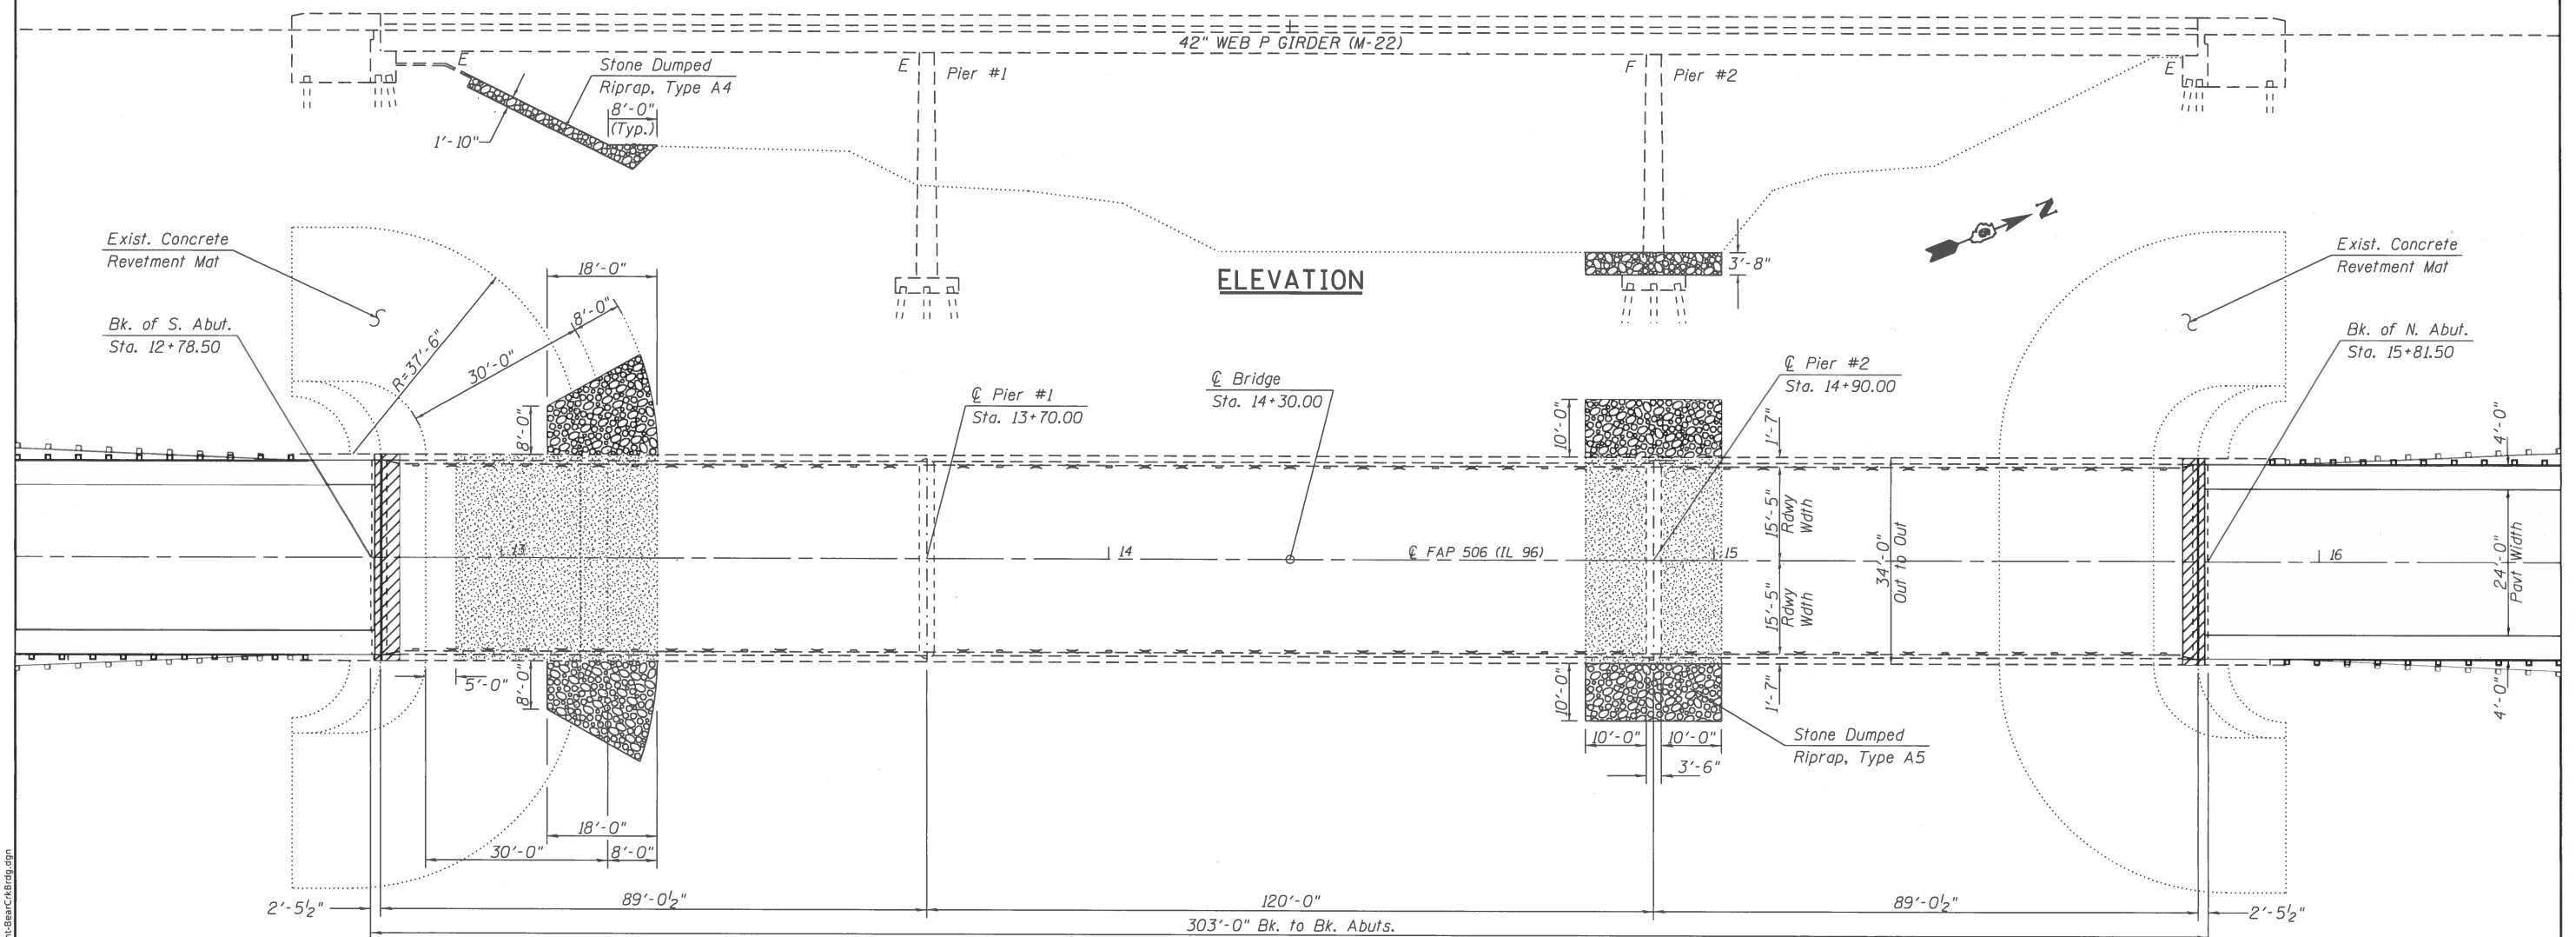 42" WEB P GIRDER (M-22)
E
Stone Dumped
Riprap, Type A4
8'-0"
(Typ.)
1'-10"
E
Pier #1
F
Pier #2
E
3'-8"
ELEVATION
N
Exist. Concrete
Revetment Mat
Bk. of S. Abut.
Sta. 12+78.50
R=37'-6"
30'-0"
8'-0"
18'-0"
8'-0"
℄ Pier #1
Sta. 13+70.00
℄ Bridge
Sta. 14+30.00
℄ Pier #2
Sta. 14+90.00
Exist. Concrete
Revetment Mat
Bk. of N. Abut.
Sta. 15+81.50
10'-0"
1'-7"
4'-0"
13
14
℄ FAP 506 (IL 96)
15
16
15'-5"
Rdwy
Wdth
15'-5"
Rdwy
Wdth
34'-0"
Out to Out
24'-0"
Pavt Width
5'-0"
8'-0"
10'-0"
1'-7"
4'-0"
10'-0"
10'-0"
3'-6"
Stone Dumped
Riprap, Type A5
18'-0"
30'-0"
8'-0"
2'-5½"
89'-0½"
120'-0"
89'-0½"
2'-5½"
303'-0" Bk. to Bk. Abuts.
nt-BearCrkBrdg.dgn